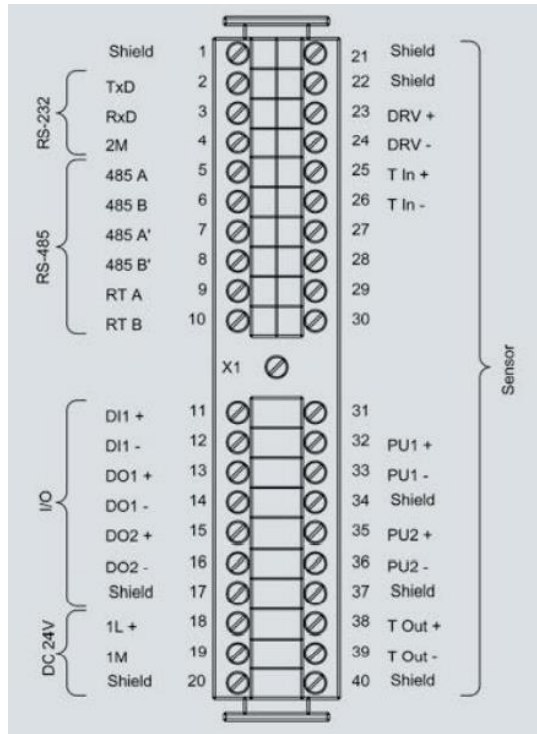 Shield 1 21 Shield
TxD 2 22 Shield
RxD 3 23 DRV +
2M 4 24 DRV -
RS-232
485 A 5 25 T In +
485 B 6 26 T In -
485 A' 7 27
485 B' 8 28
RT A 9 29
RT B 10 30
RS-485
X1
Sensor
DI1 + 11 31
DI1 - 12 32 PU1 +
DO1 + 13 33 PU1 -
DO1 - 14 34 Shield
DO2 + 15 35 PU2 +
DO2 - 16 36 PU2 -
Shield 17 37 Shield
I/O
1L + 18 38 T Out +
1M 19 39 T Out -
Shield 20 40 Shield
DC 24V